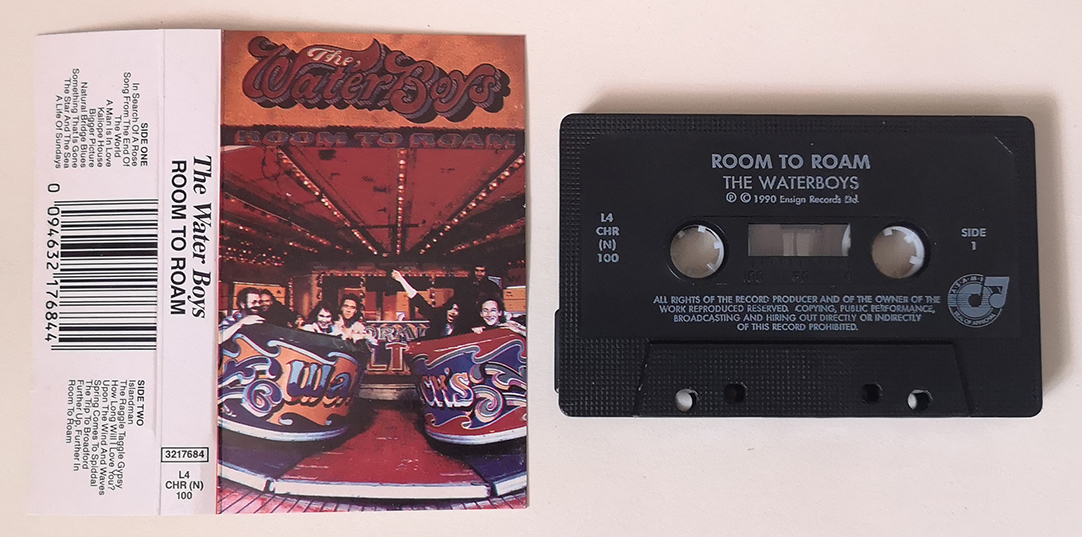 SIDE ONE
In Search Of A Rose
Song From The End Of
The World
A Man Is In Love
Kaliope House
Bigger Picture
Natural Bridge Blues
Something That Is Gone
The Star And The Sea
A Life Of Sundays
0 094632 176844
SIDE TWO
Islandman
The Raggle Taggle Gypsy
How Long Will I Love You?
Upon The Wind And Waves
Spring Comes To Spiddal
The Trip To Broadford
Further Up, Further In
Room To Roam
The Water Boys
ROOM TO ROAM
3217684
L4
CHR (N)
100
The
WaterBoys
ROOM TO ROAM
ROOM TO ROAM
THE WATERBOYS
Ⓟ © 1990 Ensign Records Ltd.
L4
CHR
(N)
100
SIDE
1
100 50 0
ALL RIGHTS OF THE RECORD PRODUCER AND OF THE OWNER OF THE
WORK REPRODUCED RESERVED. COPYING, PUBLIC PERFORMANCE,
BROADCASTING AND HIRING OUT DIRECTLY OR INDIRECTLY
OF THIS RECORD PROHIBITED.